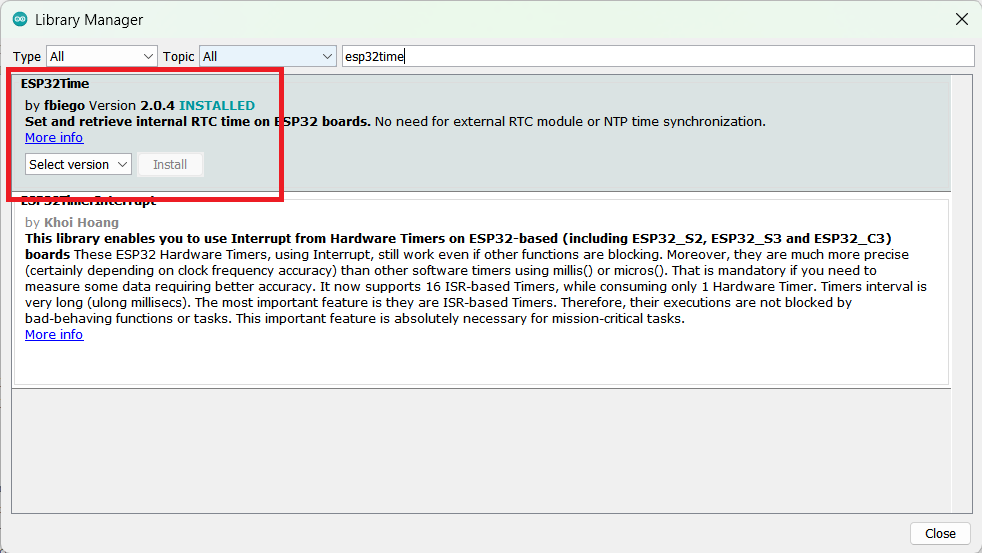 Library Manager
Type All Topic All esp32time
ESP32Time
by fbiego Version 2.0.4 INSTALLED
Set and retrieve internal RTC time on ESP32 boards. No need for external RTC module or NTP time synchronization.
More info
Select version Install
ESP32TimerInterrupt
by Khoi Hoang
This library enables you to use Interrupt from Hardware Timers on ESP32-based (including ESP32_S2, ESP32_S3 and ESP32_C3)
boards These ESP32 Hardware Timers, using Interrupt, still work even if other functions are blocking. Moreover, they are much more precise
(certainly depending on clock frequency accuracy) than other software timers using millis() or micros(). That is mandatory if you need to
measure some data requiring better accuracy. It now supports 16 ISR-based Timers, while consuming only 1 Hardware Timer. Timers interval is
very long (ulong millisecs). The most important feature is they are ISR-based Timers. Therefore, their executions are not blocked by
bad-behaving functions or tasks. This important feature is absolutely necessary for mission-critical tasks.
More info
Close